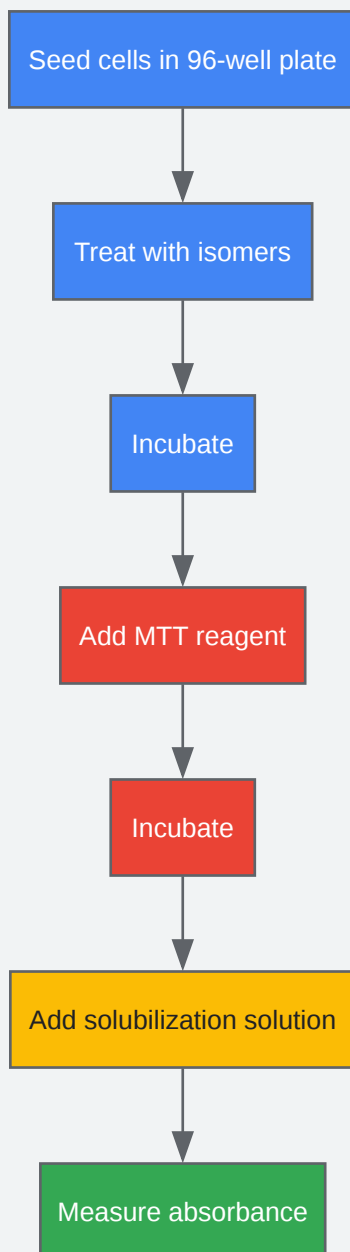 Seed cells in 96-well plate
Treat with isomers
Incubate
Add MTT reagent
Incubate
Add solubilization solution
Measure absorbance